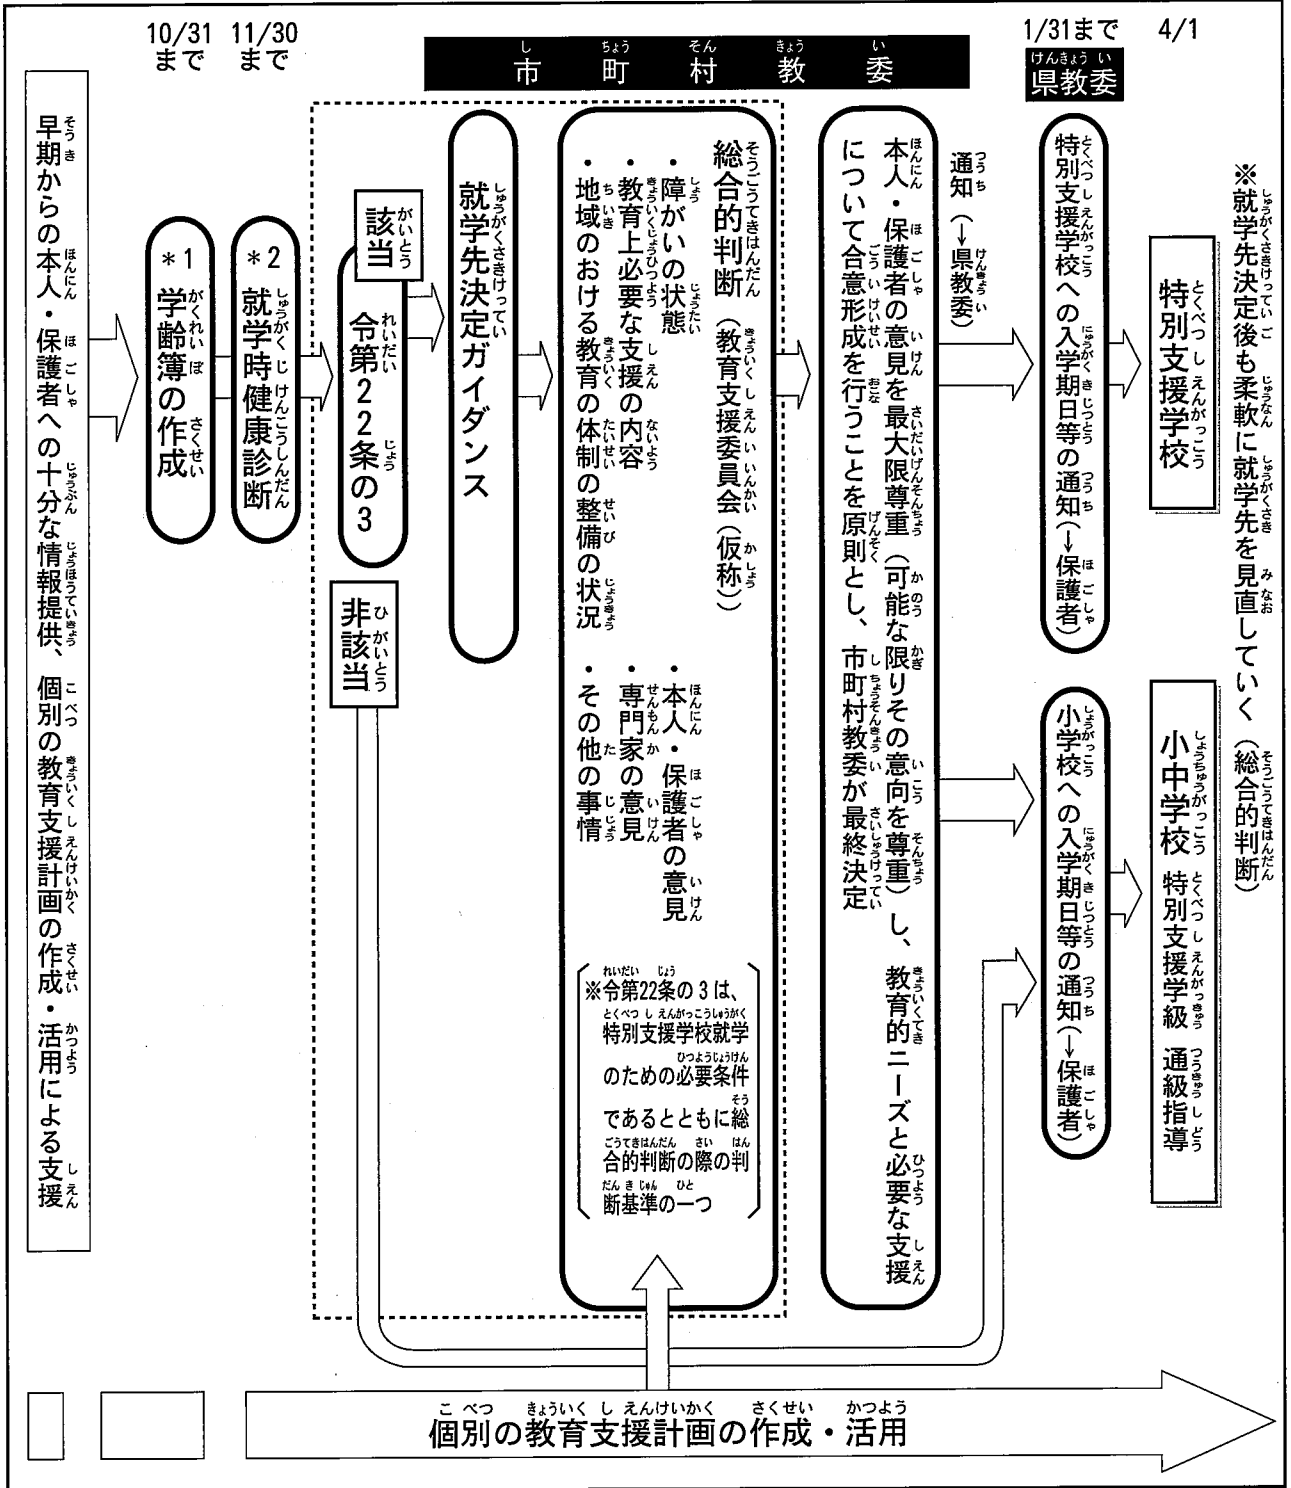 10/31
まで
11/30
まで
市町村教委
1/31まで
県教委
4/1
早期からの本人・保護者への十分な情報提供、個別の教育支援計画の作成・活用による支援
*1 学齢簿の作成
*2 就学時健康診断
該当
令第22条の3
非該当
就学先決定ガイダンス
総合的判断（教育支援委員会（仮称））
・障がいの状態
・教育上必要な支援の内容
・地域のおける教育の体制の整備の状況
・本人・保護者の意見
・専門家の意見
・その他の事情
※令第22条の3は、
特別支援学校就学
のための必要条件
であるとともに総
合的判断の際の判
断基準の一つ
本人・保護者の意見を最大限尊重（可能な限りその意向を尊重）し、教育的ニーズと必要な支援
について合意形成を行うことを原則とし、市町村教委が最終決定
通知（→県教委）
特別支援学校への入学期日等の通知（→保護者）
小学校への入学期日等の通知（→保護者）
特別支援学校
小中学校 特別支援学級 通級指導
※就学先決定後も柔軟に就学先を見直していく（総合的判断）
個別の教育支援計画の作成・活用